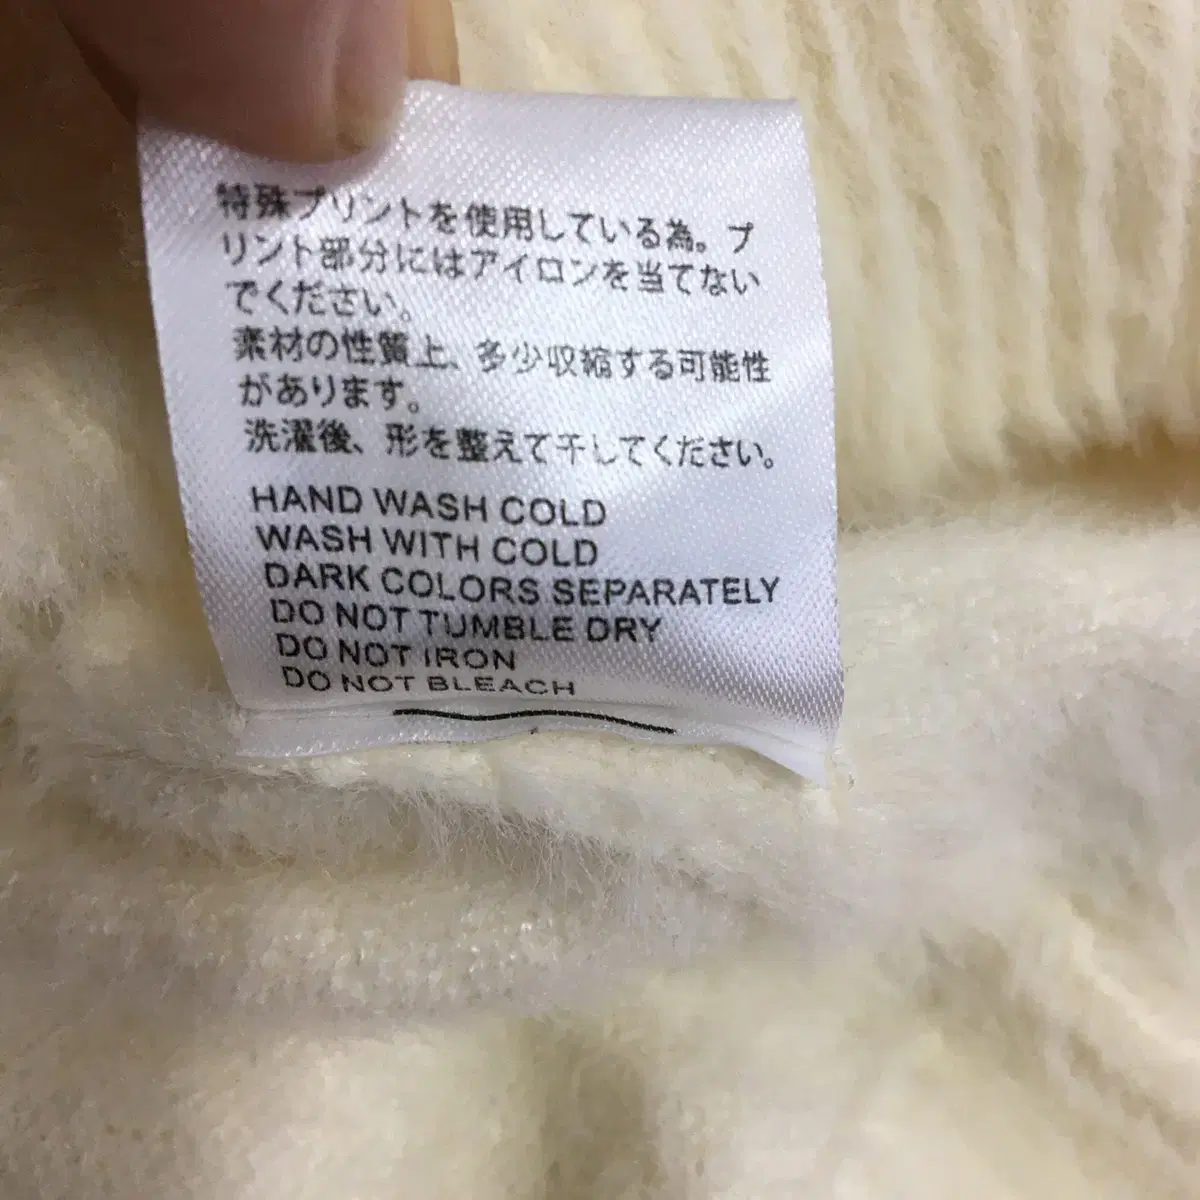 特殊プリントを使用している為。プ
リント部分にはアイロンを当てない
でください。
素材の性質上、多少収縮する可能性
があります。
洗濯後、形を整えて干してください。
HAND WASH COLD
WASH WITH COLD
DARK COLORS SEPARATELY
DO NOT TUMBLE DRY
DO NOT IRON
DO NOT BLEACH